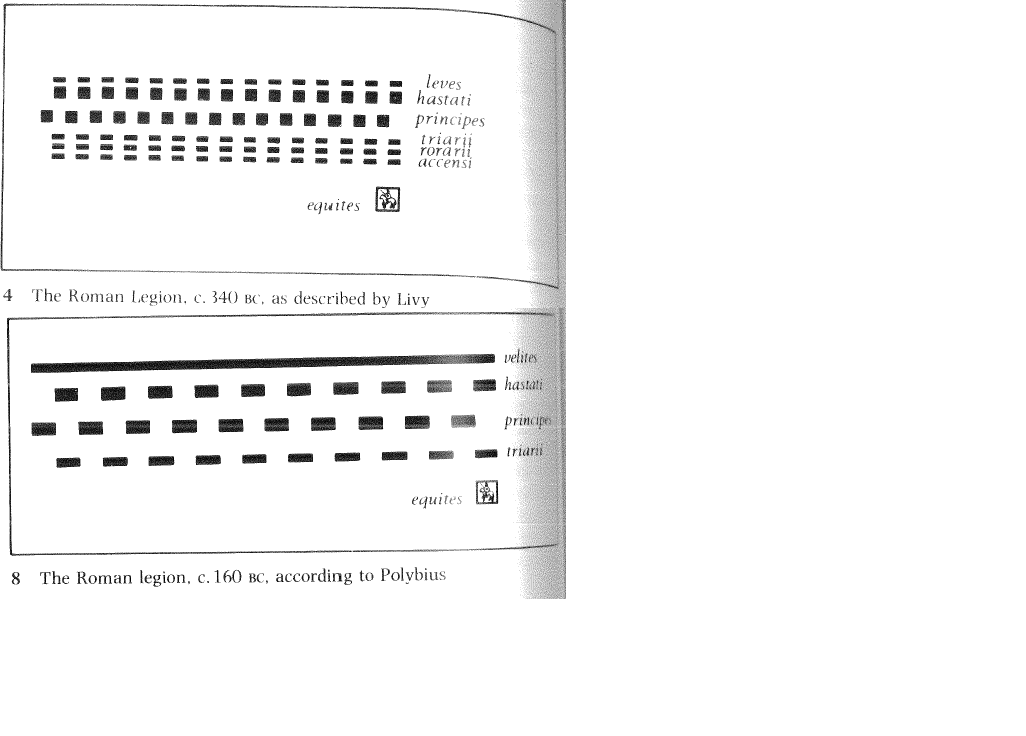 leves
hastati
principes
triarii
rorarii
accensi
equites
4 The Roman Legion, c. 340 BC, as described by Livy
velites
hastati
principes
triarii
equites
8 The Roman legion, c. 160 BC, according to Polybius